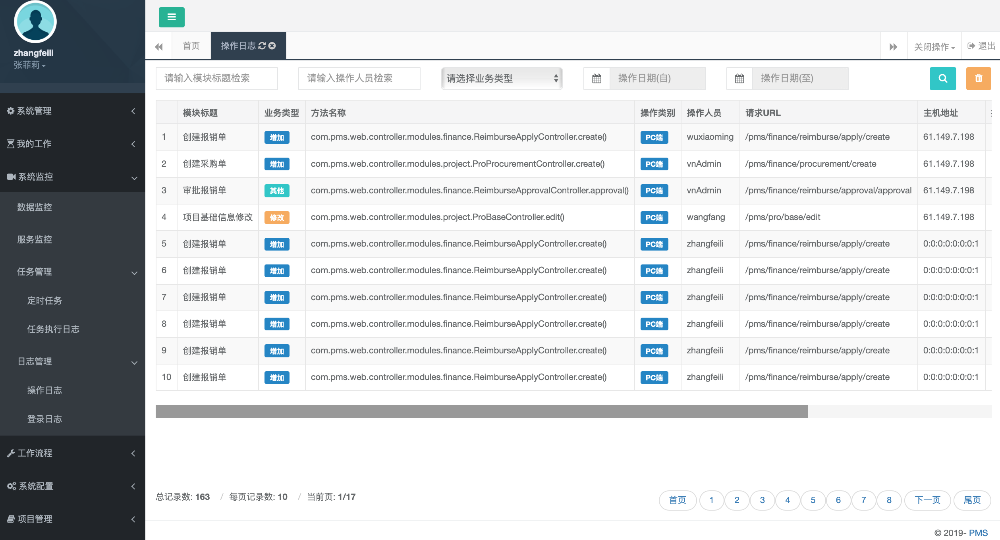 zhangfeili
张菲莉
系统管理
我的工作
系统监控
数据监控
服务监控
任务管理
定时任务
任务执行日志
日志管理
操作日志
登录日志
工作流程
系统配置
项目管理
首页 操作日志 关闭操作 退出
请输入模块标题检索 请输入操作人员检索 请选择业务类型 操作日期(自) 操作日期(至)
模块标题 业务类型 方法名称 操作类别 操作人员 请求URL 主机地址
1 创建报销单 增加 com.pms.web.controller.modules.finance.ReimburseApplyController.create() PC端 wuxiaoming /pms/finance/reimburse/apply/create 61.149.7.198
2 创建采购单 增加 com.pms.web.controller.modules.project.ProProcurementController.create() PC端 vnAdmin /pms/finance/procurement/create 61.149.7.198
3 审批报销单 其他 com.pms.web.controller.modules.finance.ReimburseApprovalController.approval() PC端 vnAdmin /pms/finance/reimburse/approval/approval 61.149.7.198
4 项目基础信息修改 修改 com.pms.web.controller.modules.project.ProBaseController.edit() PC端 wangfang /pms/pro/base/edit 61.149.7.198
5 创建报销单 增加 com.pms.web.controller.modules.finance.ReimburseApplyController.create() PC端 zhangfeili /pms/finance/reimburse/apply/create 0:0:0:0:0:0:0:1
6 创建报销单 增加 com.pms.web.controller.modules.finance.ReimburseApplyController.create() PC端 zhangfeili /pms/finance/reimburse/apply/create 0:0:0:0:0:0:0:1
7 创建报销单 增加 com.pms.web.controller.modules.finance.ReimburseApplyController.create() PC端 zhangfeili /pms/finance/reimburse/apply/create 0:0:0:0:0:0:0:1
8 创建报销单 增加 com.pms.web.controller.modules.finance.ReimburseApplyController.create() PC端 zhangfeili /pms/finance/reimburse/apply/create 0:0:0:0:0:0:0:1
9 创建报销单 增加 com.pms.web.controller.modules.finance.ReimburseApplyController.create() PC端 zhangfeili /pms/finance/reimburse/apply/create 0:0:0:0:0:0:0:1
10 创建报销单 增加 com.pms.web.controller.modules.finance.ReimburseApplyController.create() PC端 zhangfeili /pms/finance/reimburse/apply/create 0:0:0:0:0:0:0:1
总记录数: 163 / 每页记录数: 10 / 当前页: 1/17 首页 1 2 3 4 5 6 7 8 下一页 尾页
© 2019- PMS